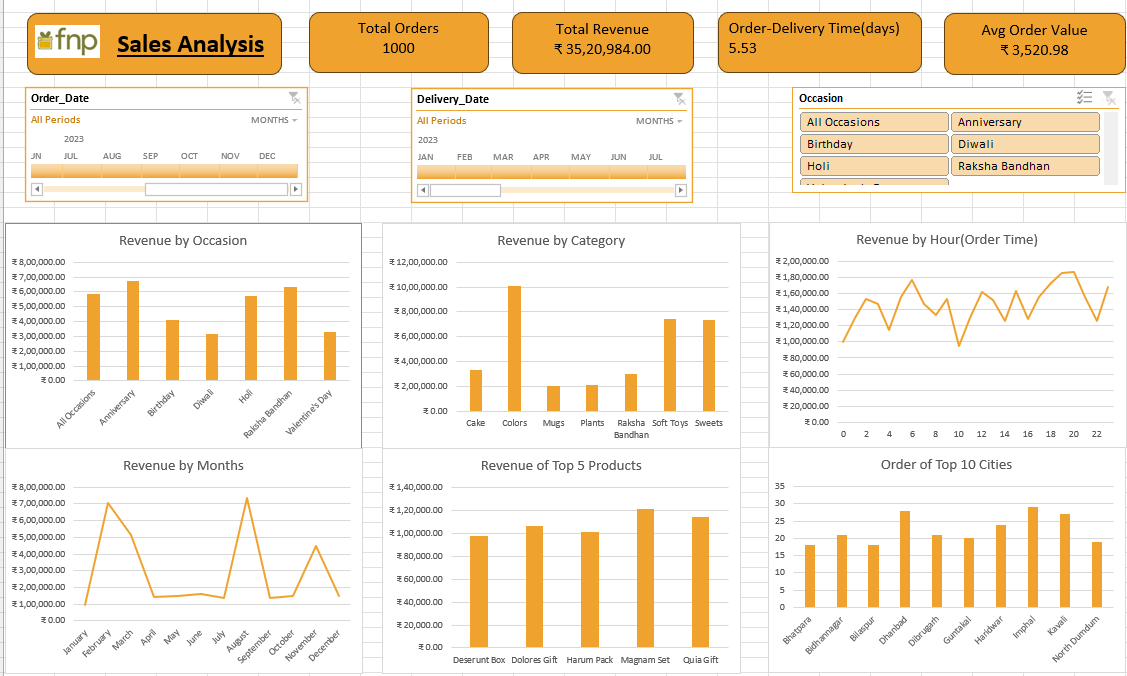 fnp
Sales Analysis
Total Orders
1000
Total Revenue
₹ 35,20,984.00
Order-Delivery Time(days)
5.53
Avg Order Value
₹ 3,520.98
Order_Date
All Periods
MONTHS
2023
JN JUL AUG SEP OCT NOV DEC
Delivery_Date
All Periods
MONTHS
2023
JAN FEB MAR APR MAY JUN JUL
Occasion
All Occasions Anniversary
Birthday Diwali
Holi Raksha Bandhan
Revenue by Occasion
₹ 8,00,000.00
₹ 7,00,000.00
₹ 6,00,000.00
₹ 5,00,000.00
₹ 4,00,000.00
₹ 3,00,000.00
₹ 2,00,000.00
₹ 1,00,000.00
₹ 0.00
All Occasions
Anniversary
Birthday
Diwali
Holi
Raksha Bandhan
Valentine's Day
Revenue by Category
₹ 12,00,000.00
₹ 10,00,000.00
₹ 8,00,000.00
₹ 6,00,000.00
₹ 4,00,000.00
₹ 2,00,000.00
₹ 0.00
Cake
Colors
Mugs
Plants
Raksha
Bandhan
Soft Toys
Sweets
Revenue by Hour(Order Time)
₹ 2,00,000.00
₹ 1,80,000.00
₹ 1,60,000.00
₹ 1,40,000.00
₹ 1,20,000.00
₹ 1,00,000.00
₹ 80,000.00
₹ 60,000.00
₹ 40,000.00
₹ 20,000.00
₹ 0.00
0 2 4 6 8 10 12 14 16 18 20 22
Revenue by Months
₹ 8,00,000.00
₹ 7,00,000.00
₹ 6,00,000.00
₹ 5,00,000.00
₹ 4,00,000.00
₹ 3,00,000.00
₹ 2,00,000.00
₹ 1,00,000.00
₹ 0.00
January
February
March
April
May
June
July
August
September
October
November
December
Revenue of Top 5 Products
₹ 1,40,000.00
₹ 1,20,000.00
₹ 1,00,000.00
₹ 80,000.00
₹ 60,000.00
₹ 40,000.00
₹ 20,000.00
₹ 0.00
Deserunt Box Dolores Gift Harum Pack Magnam Set Quia Gift
Order of Top 10 Cities
35
30
25
20
15
10
5
0
Bhatpara
Bidhannagar
Bilaspur
Dhanbad
Dibrugarh
Guntakal
Haridwar
Imphal
Kavali
North Dumdum